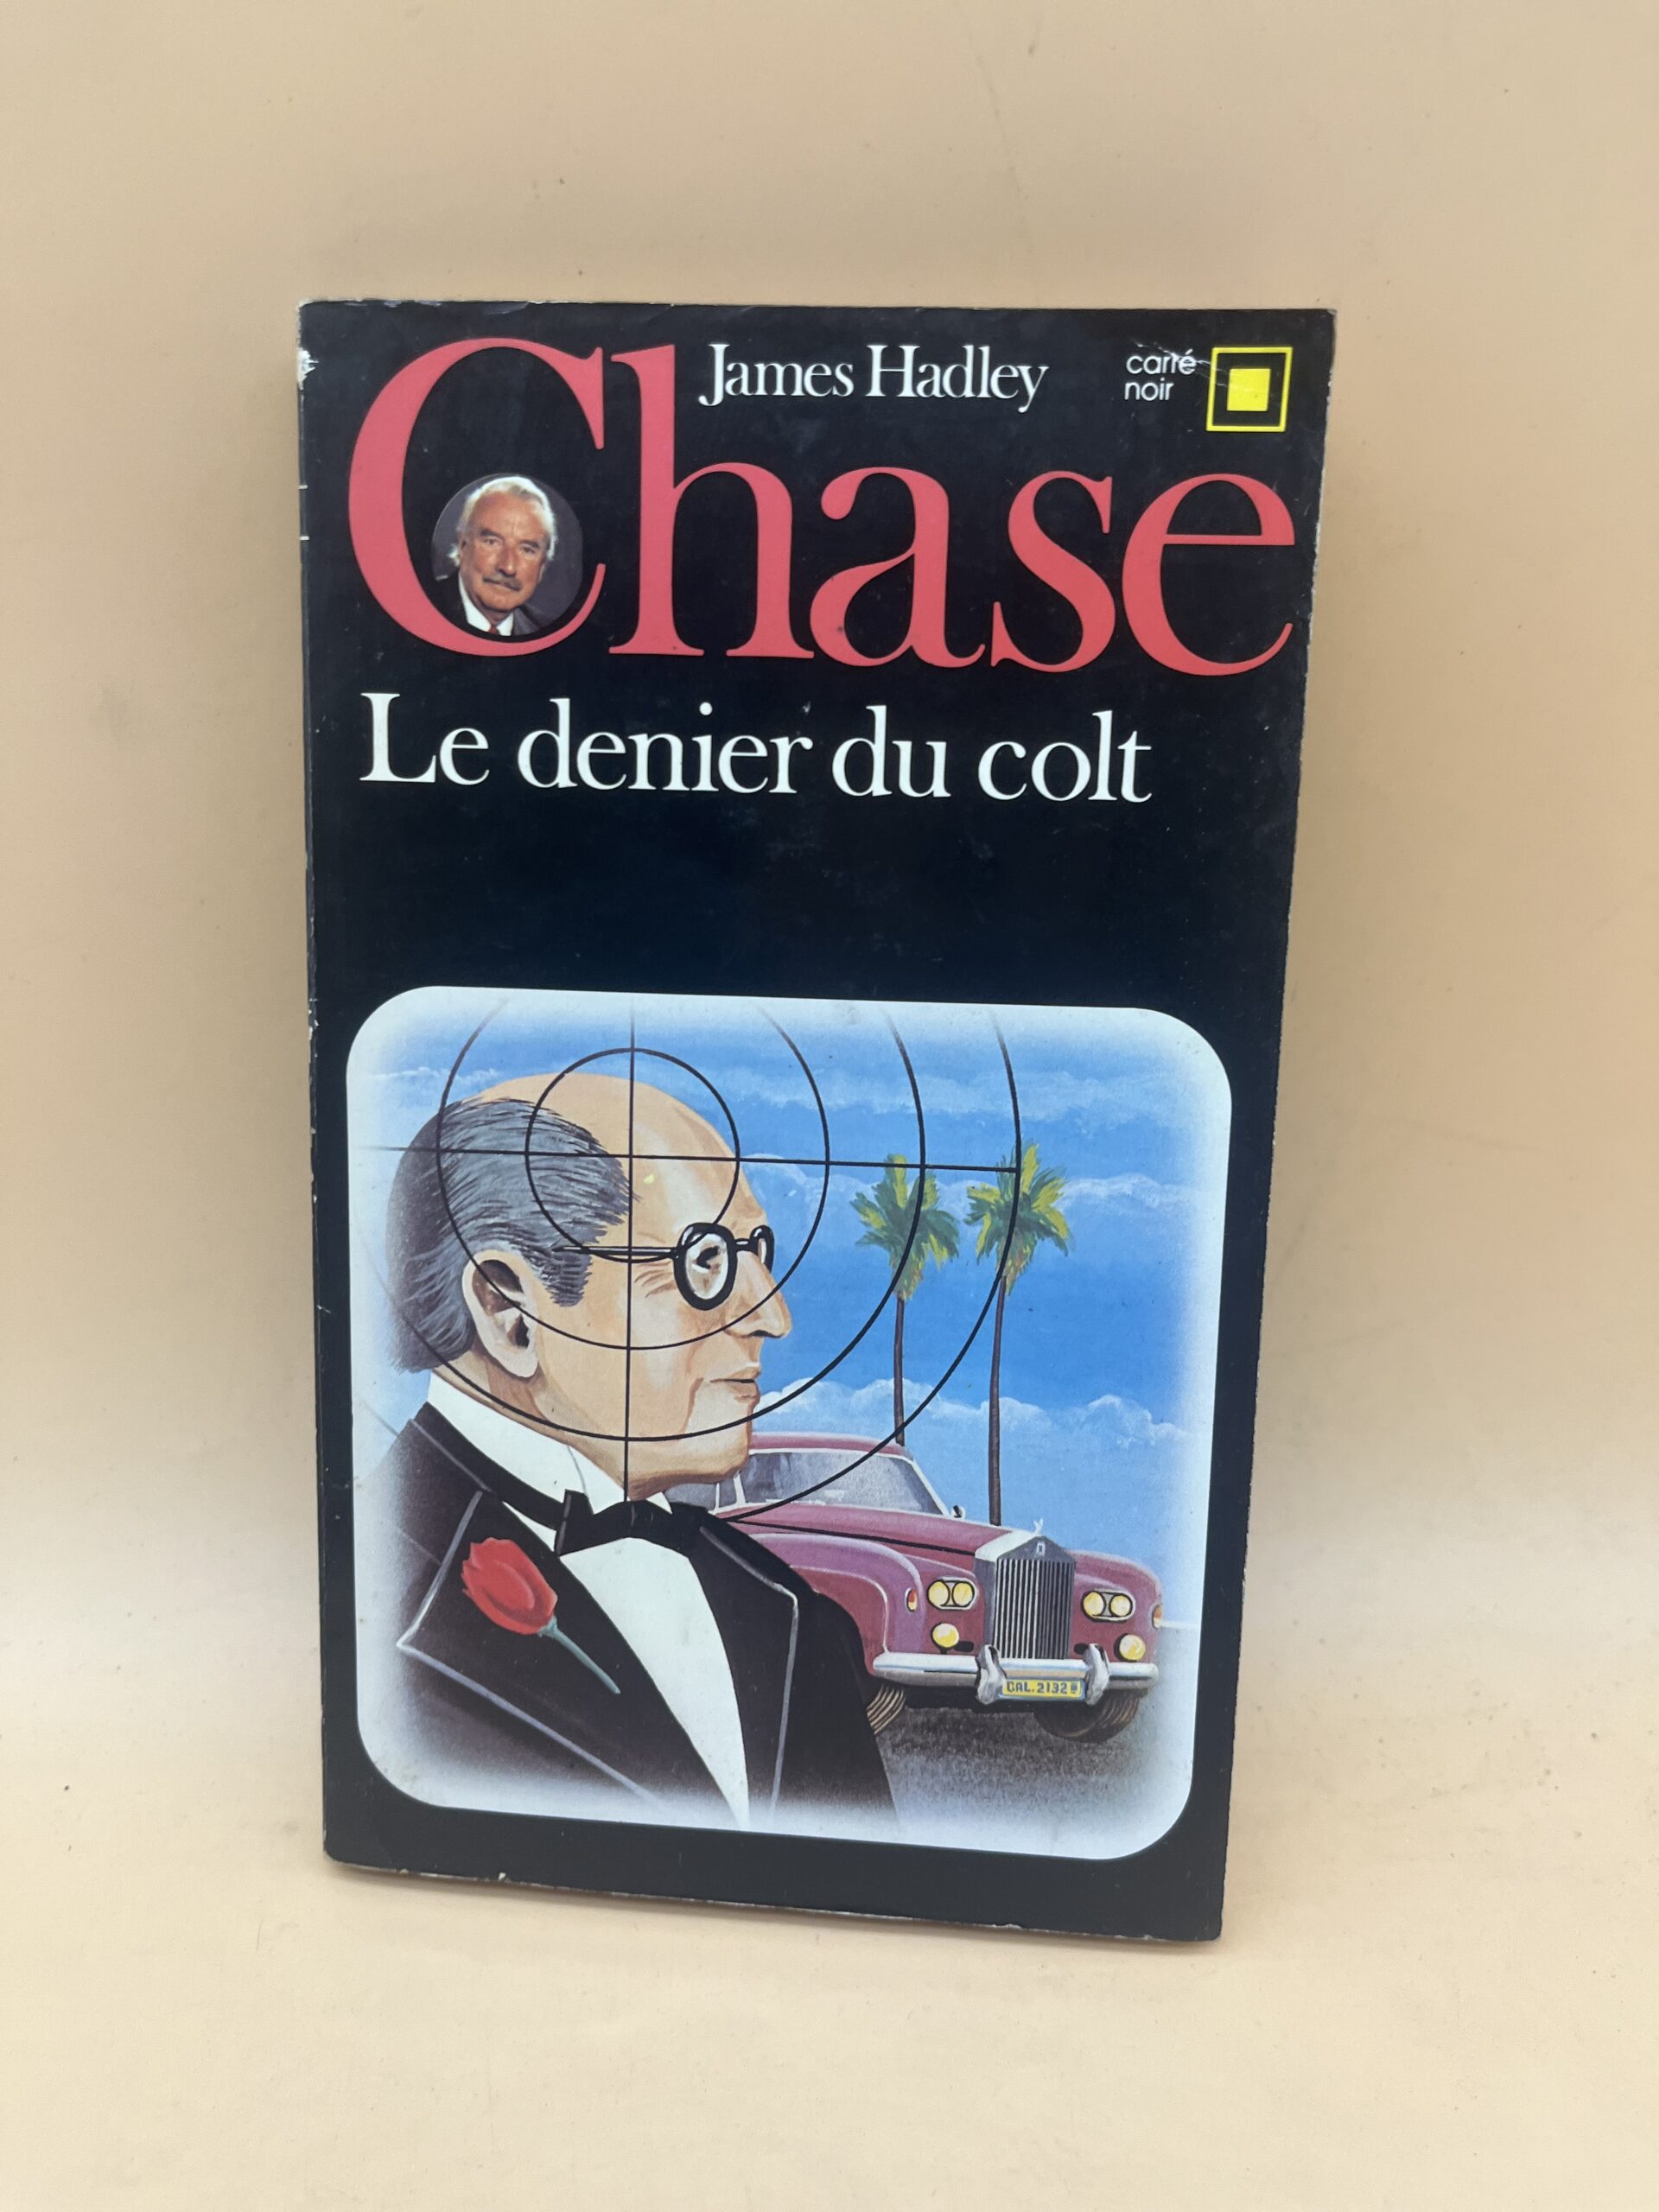 James Hadley
carré
noir
Chase
Le denier du colt
CAL.2132